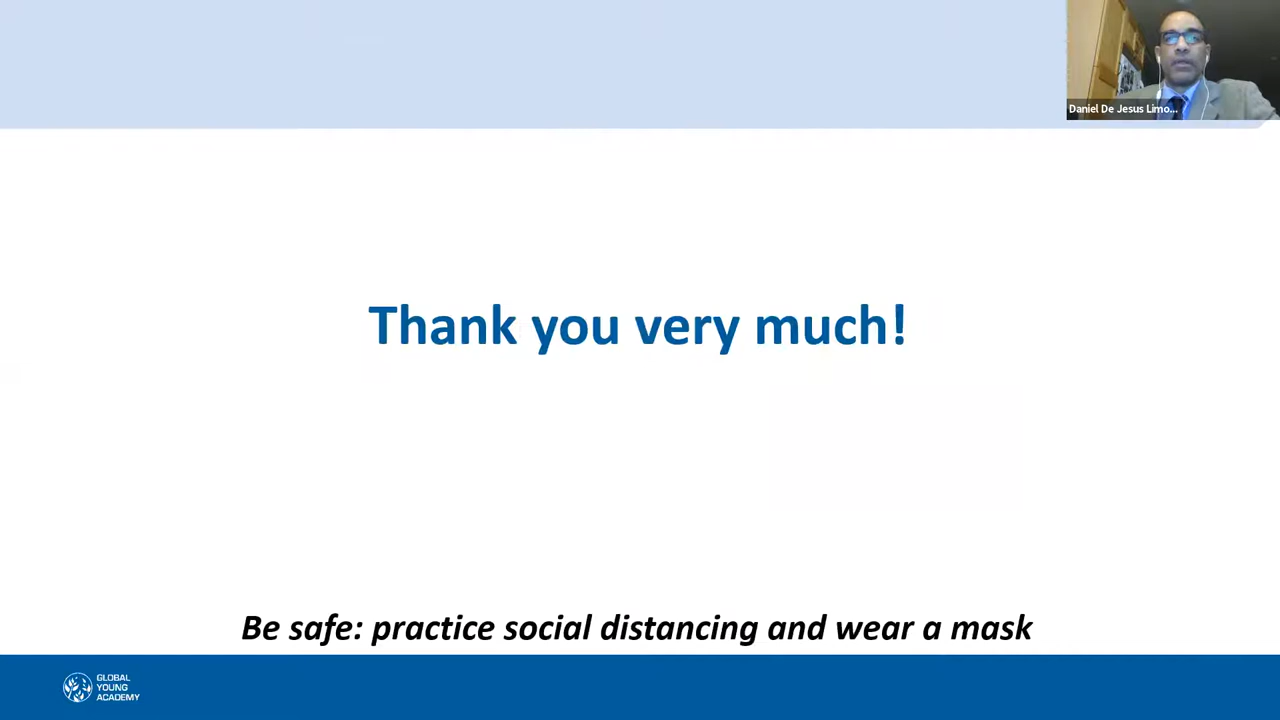 Daniel De Jesus Limo...
Thank you very much!
Be safe: practice social distancing and wear a mask
GLOBAL
YOUNG
ACADEMY